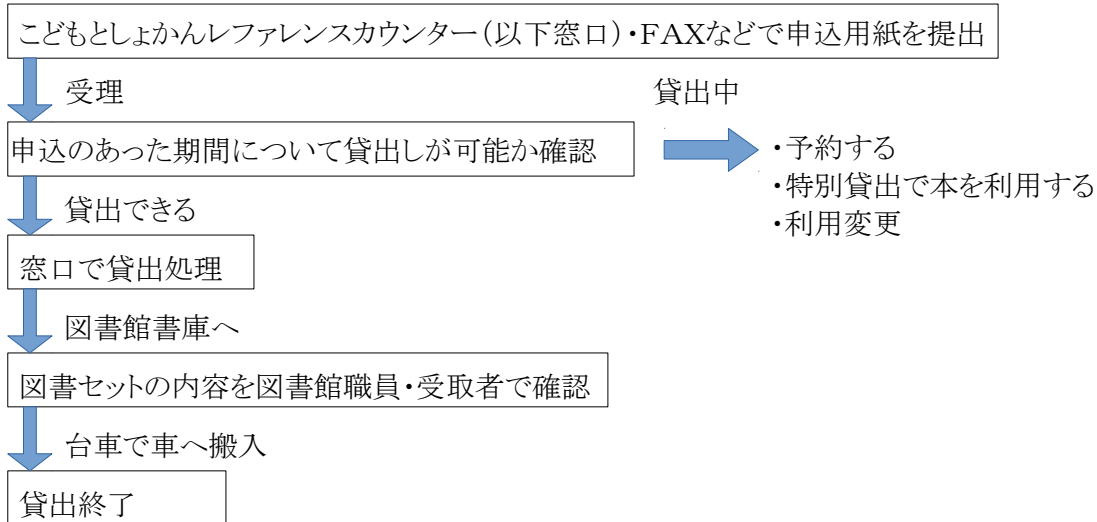 こどもとしょかんレファレンスカウンター(以下窓口)・FAXなどで申込用紙を提出
受理
貸出中
申込のあった期間について貸出しが可能か確認
・予約する
・特別貸出で本を利用する
・利用変更
貸出できる
窓口で貸出処理
図書館書庫へ
図書セットの内容を図書館職員・受取者で確認
台車で車へ搬入
貸出終了